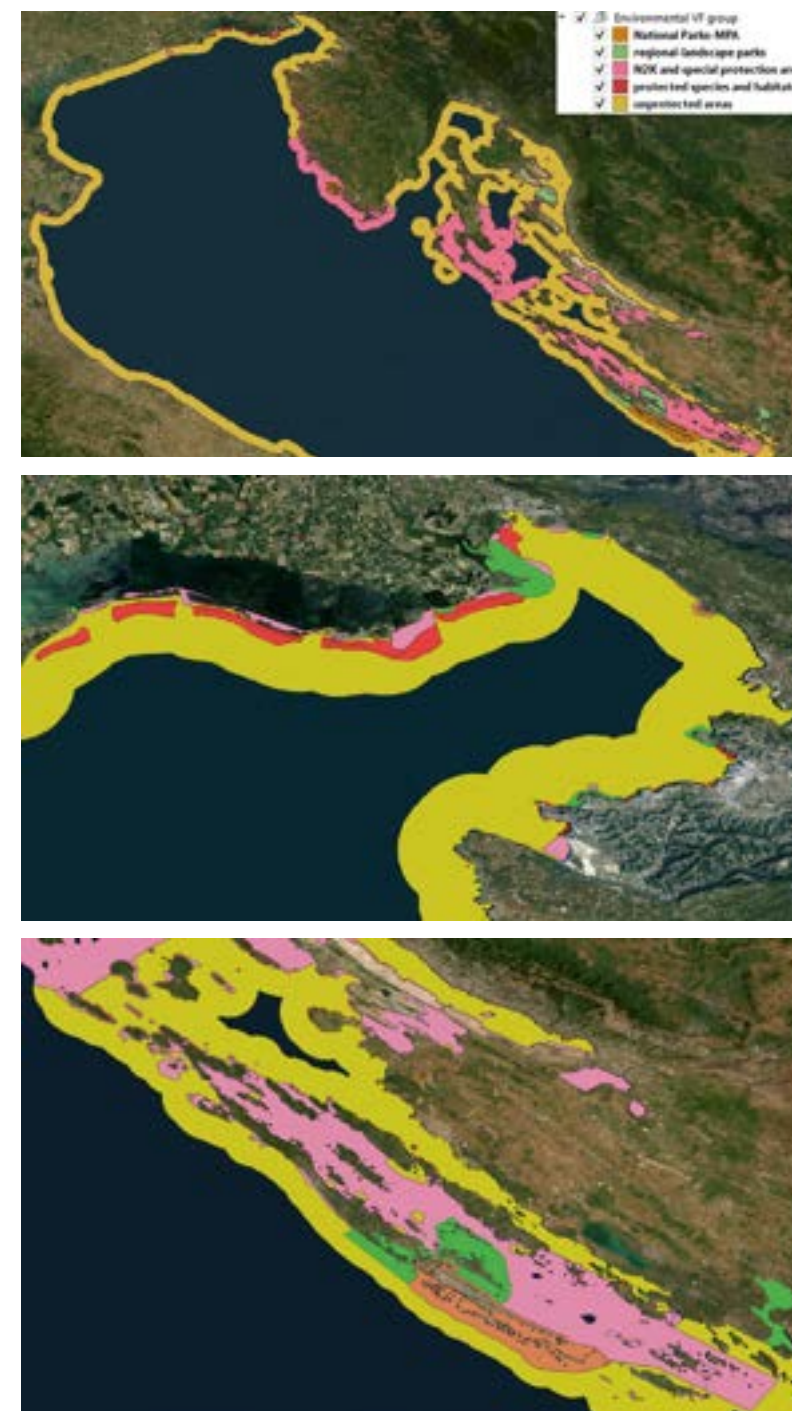 Environmental VF group
National Parks-MPA
regional-landscape parks
N2K and special protection ar
protected species and habitat
unprotected areas